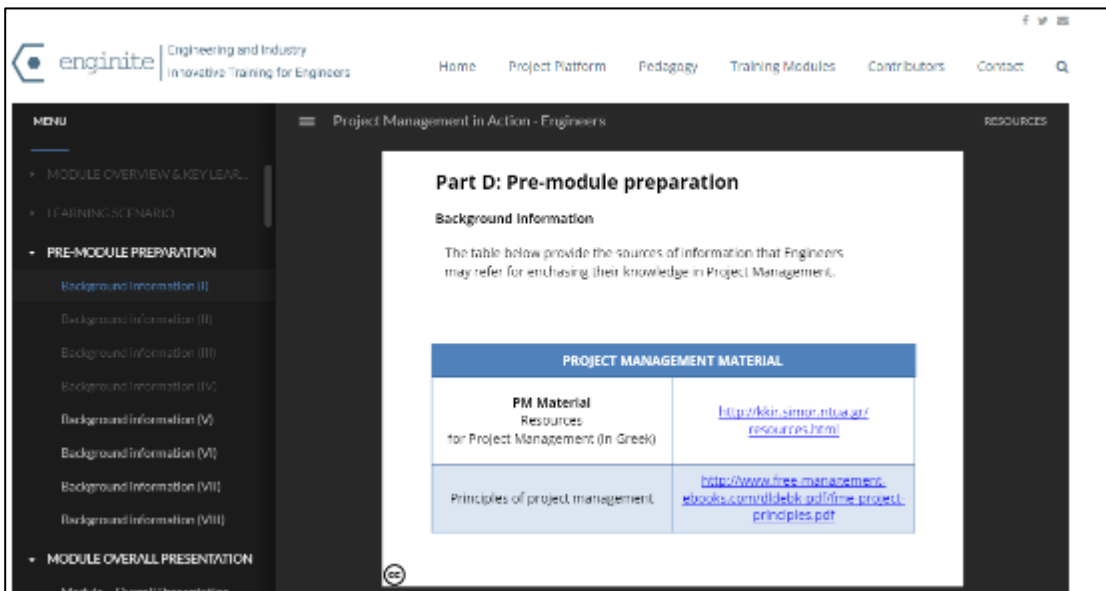 enginite
Engineering and Industry
Innovative Training for Engineers
Home Project Platform Pedagogy Training Modules Contributors Contact
MENU
Project Management in Action - Engineers
RESOURCES
MODULE OVERVIEW & KEY LEAR...
LEARNING SCENARIO
PRE-MODULE PREPARATION
Background information (I)
Background information (II)
Background information (III)
Background information (IV)
Background information (V)
Background information (VI)
Background information (VII)
Background information (VIII)
MODULE OVERALL PRESENTATION
Module - Overall Presentation
Part D: Pre-module preparation
Background Information
The table below provide the sources of information that Engineers
may refer for enchasing their knowledge in Project Management.
PROJECT MANAGEMENT MATERIAL
PM Material
Resources
for Project Management (in Greek)
http://kkir.simor.ntua.gr/
resources.html
Principles of project management
http://www.free-management-
ebooks.com/dldebk-pdf/fme-project-
principles.pdf
cc